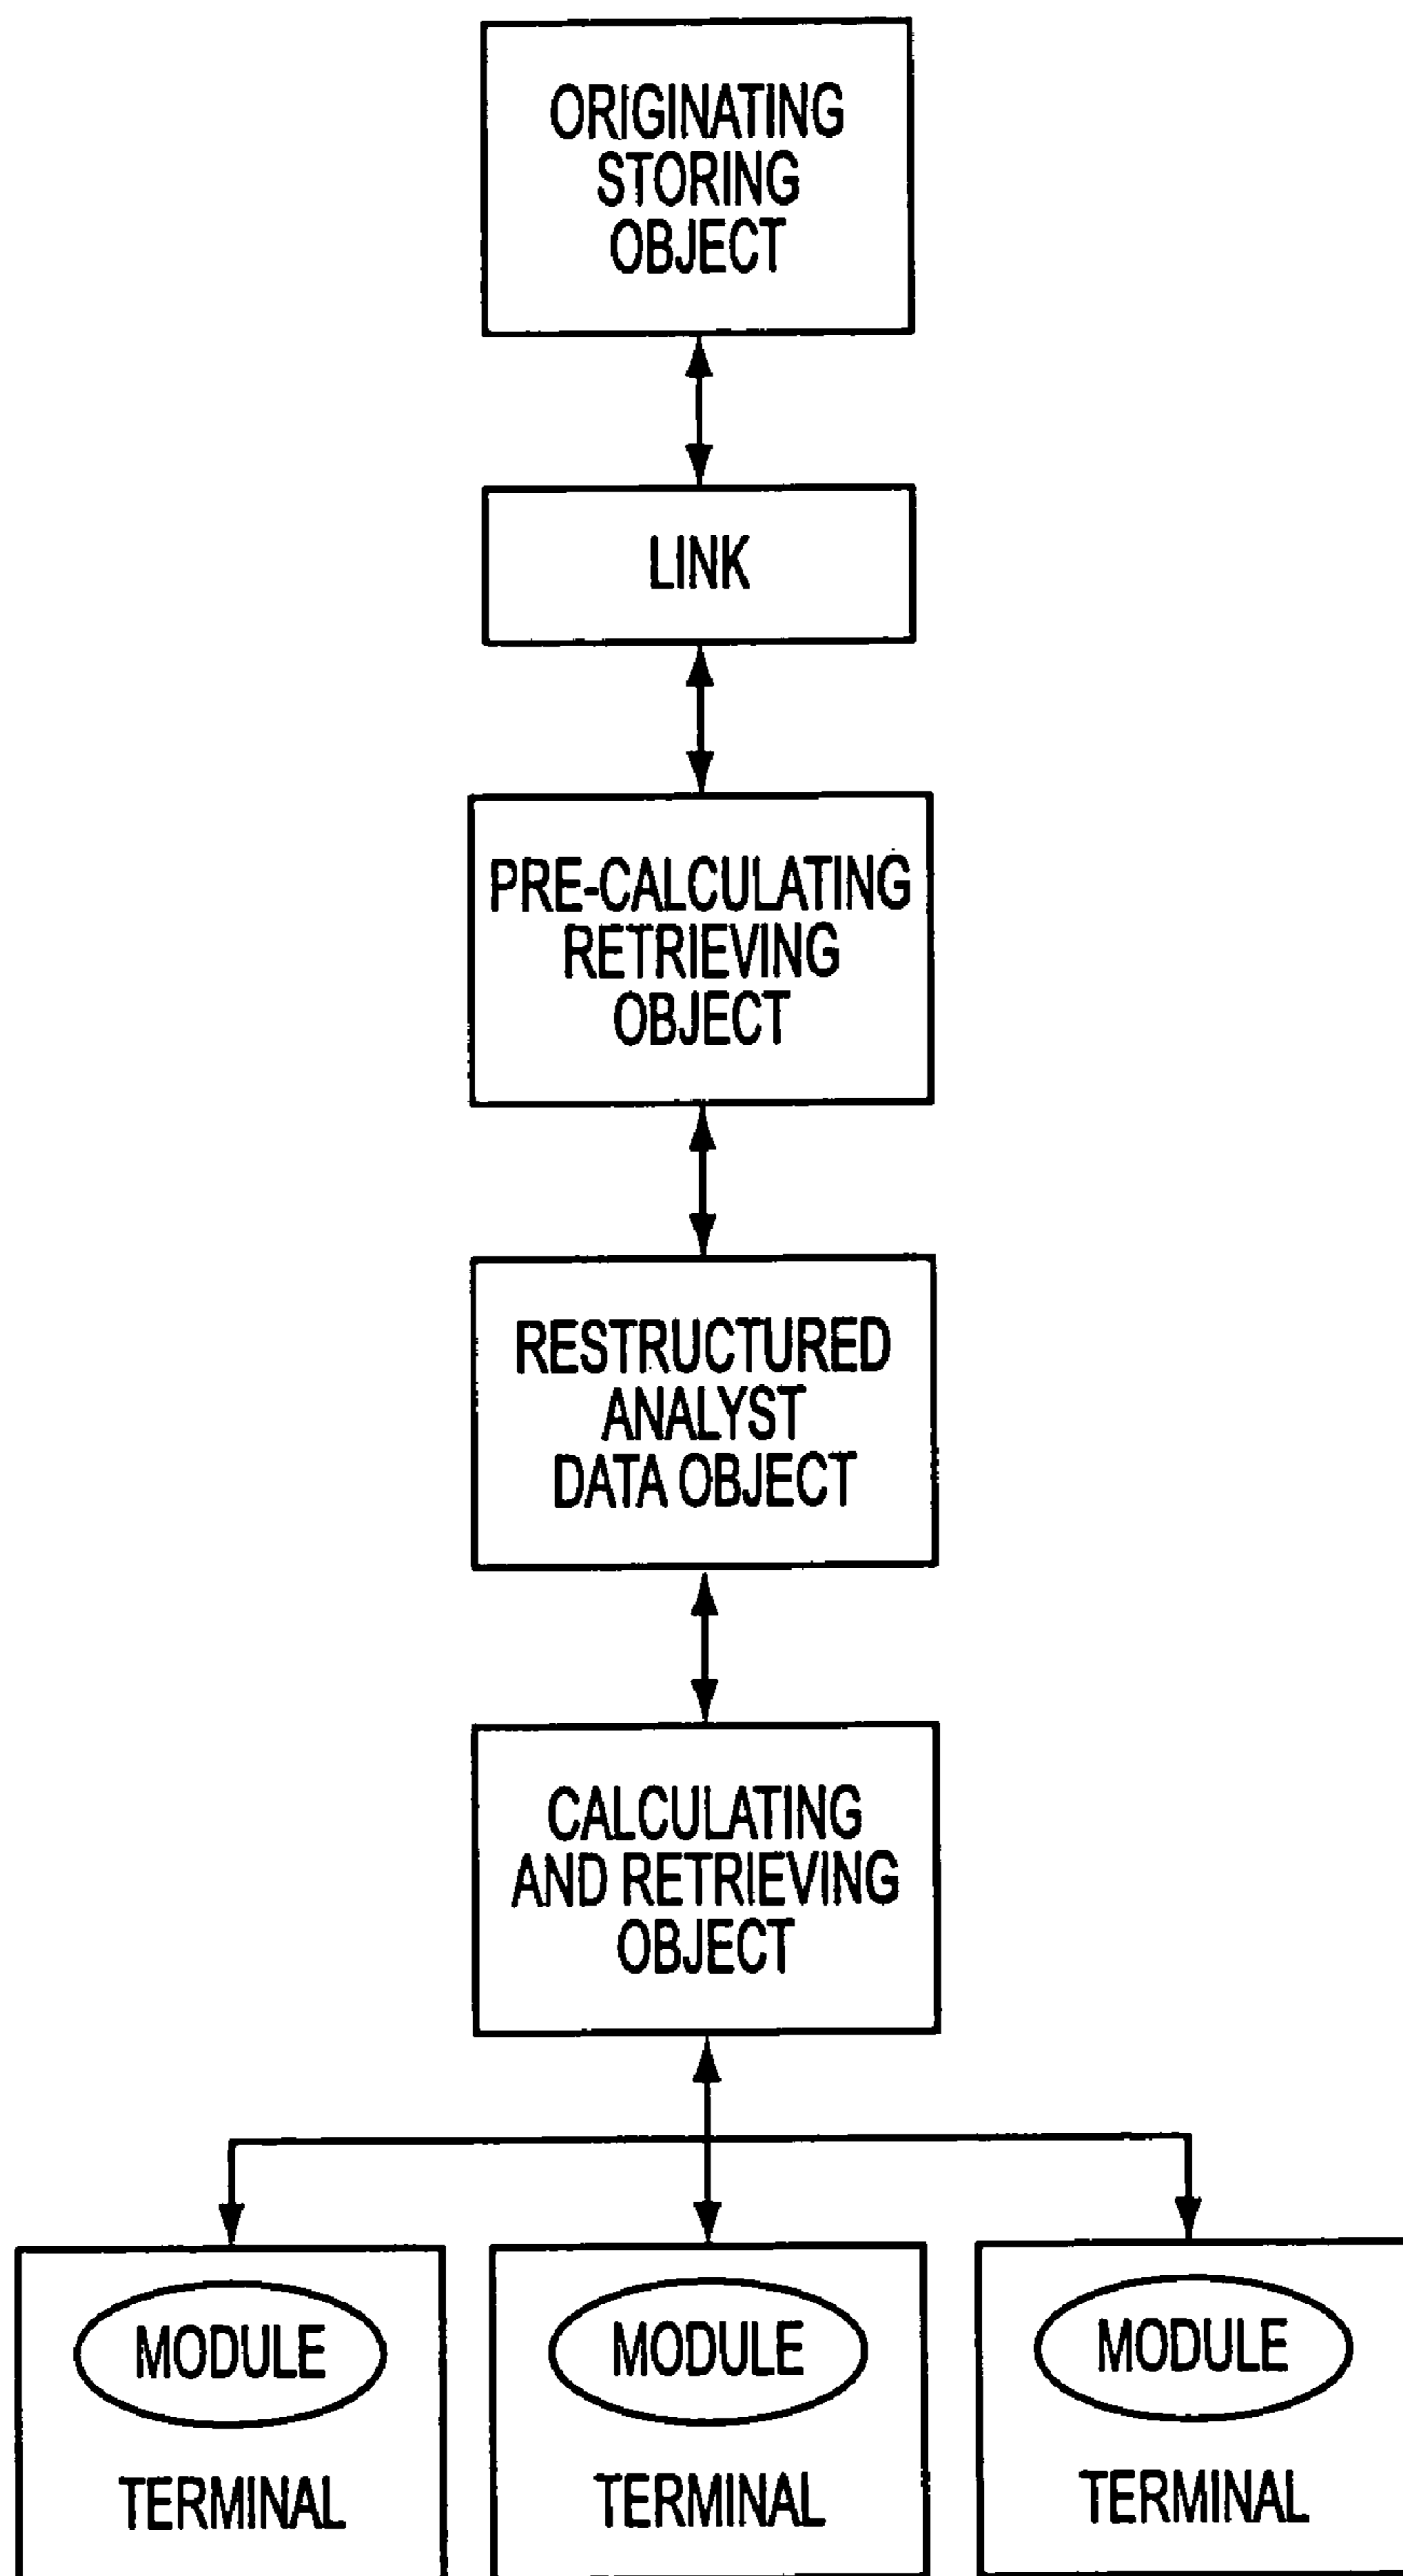 ORIGINATING
STORING
OBJECT
LINK
PRE-CALCULATING
RETRIEVING
OBJECT
RESTRUCTURED
ANALYST
DATA OBJECT
CALCULATING
AND RETRIEVING
OBJECT
MODULE
TERMINAL
MODULE
TERMINAL
MODULE
TERMINAL